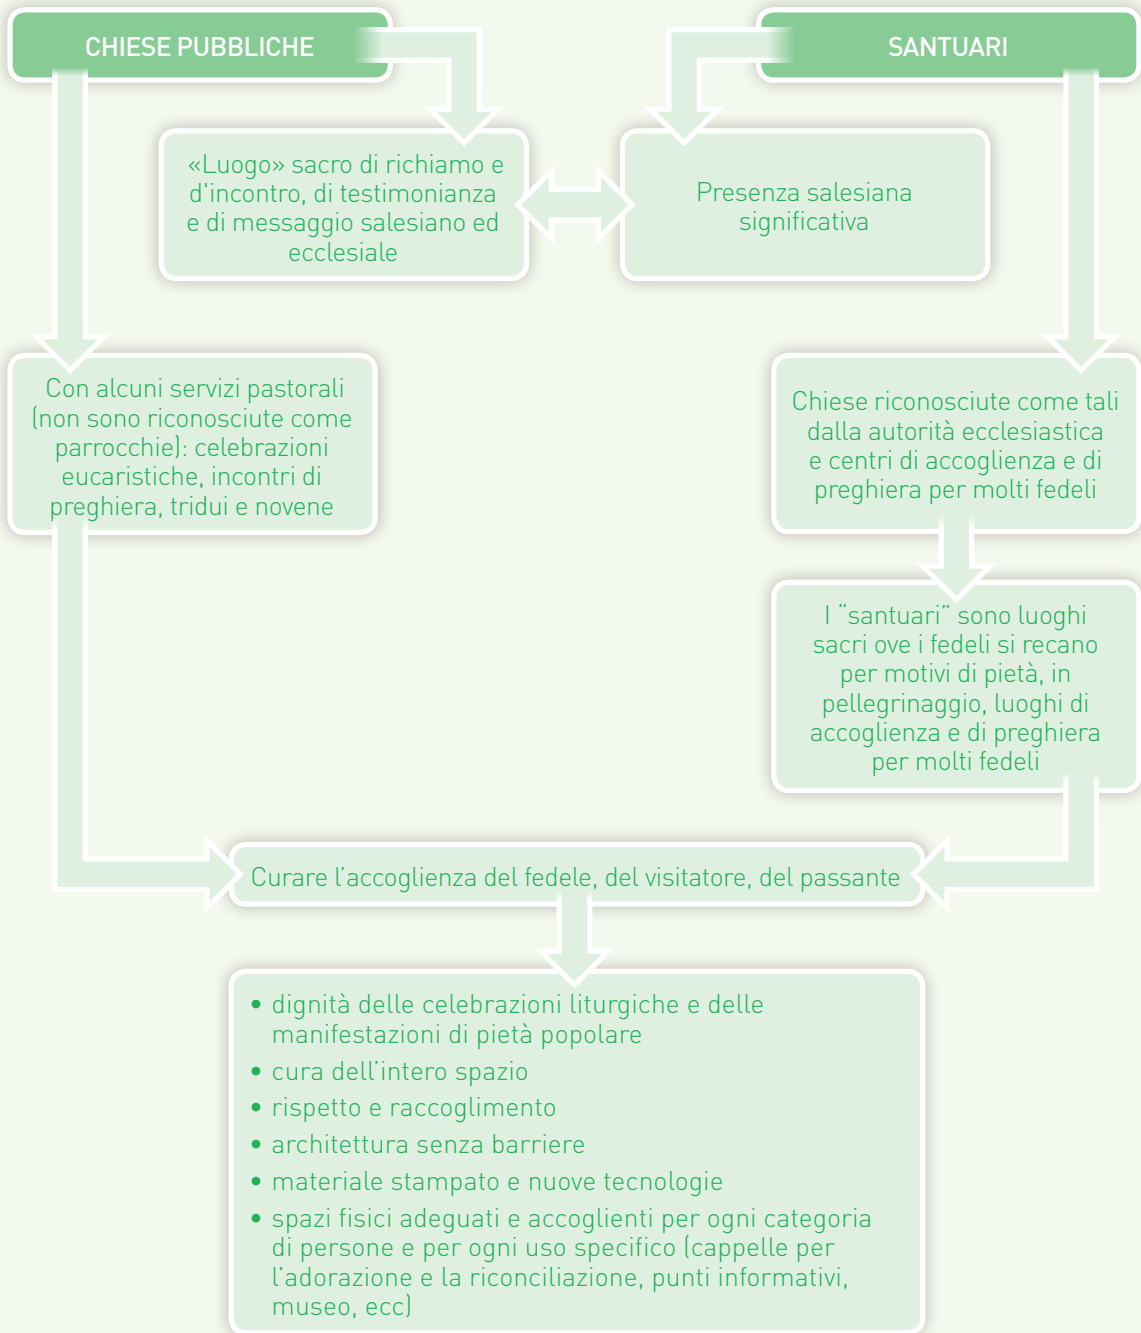 CHIESE PUBBLICHE
SANTUARI
«Luogo» sacro di richiamo e
d'incontro, di testimonianza
e di messaggio salesiano ed
ecclesiale
Presenza salesiana
significativa
Con alcuni servizi pastorali
(non sono riconosciute come
parrocchie): celebrazioni
eucaristiche, incontri di
preghiera, tridui e novene
Chiese riconosciute come tali
dalla autorità ecclesiastica
e centri di accoglienza e di
preghiera per molti fedeli
I “santuari” sono luoghi
sacri ove i fedeli si recano
per motivi di pietà, in
pellegrinaggio, luoghi di
accoglienza e di preghiera
per molti fedeli
Curare l’accoglienza del fedele, del visitatore, del passante
• dignità delle celebrazioni liturgiche e delle
manifestazioni di pietà popolare
• cura dell’intero spazio
• rispetto e raccoglimento
• architettura senza barriere
• materiale stampato e nuove tecnologie
• spazi fisici adeguati e accoglienti per ogni categoria
di persone e per ogni uso specifico (cappelle per
l’adorazione e la riconciliazione, punti informativi,
museo, ecc)